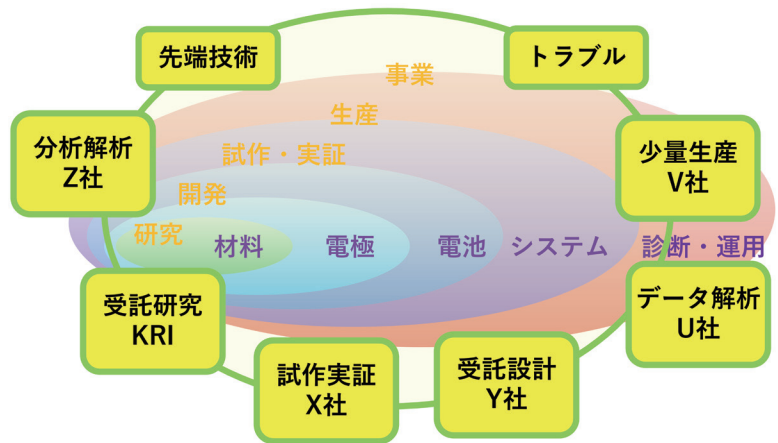 先端技術
トラブル
事業
生産
分析解析
Z社
試作・実証
少量生産
V社
開発
研究
材料
電極
電池
システム
診断・運用
受託研究
KRI
データ解析
U社
試作実証
X社
受託設計
Y社